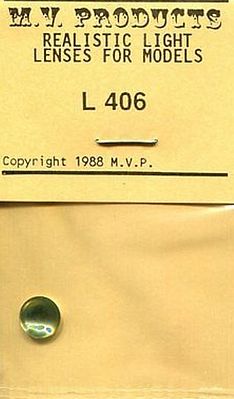 M.V. PRODUCTS
REALISTIC LIGHT
LENSES FOR MODELS
L 406
Copyright 1988 M.V.P.